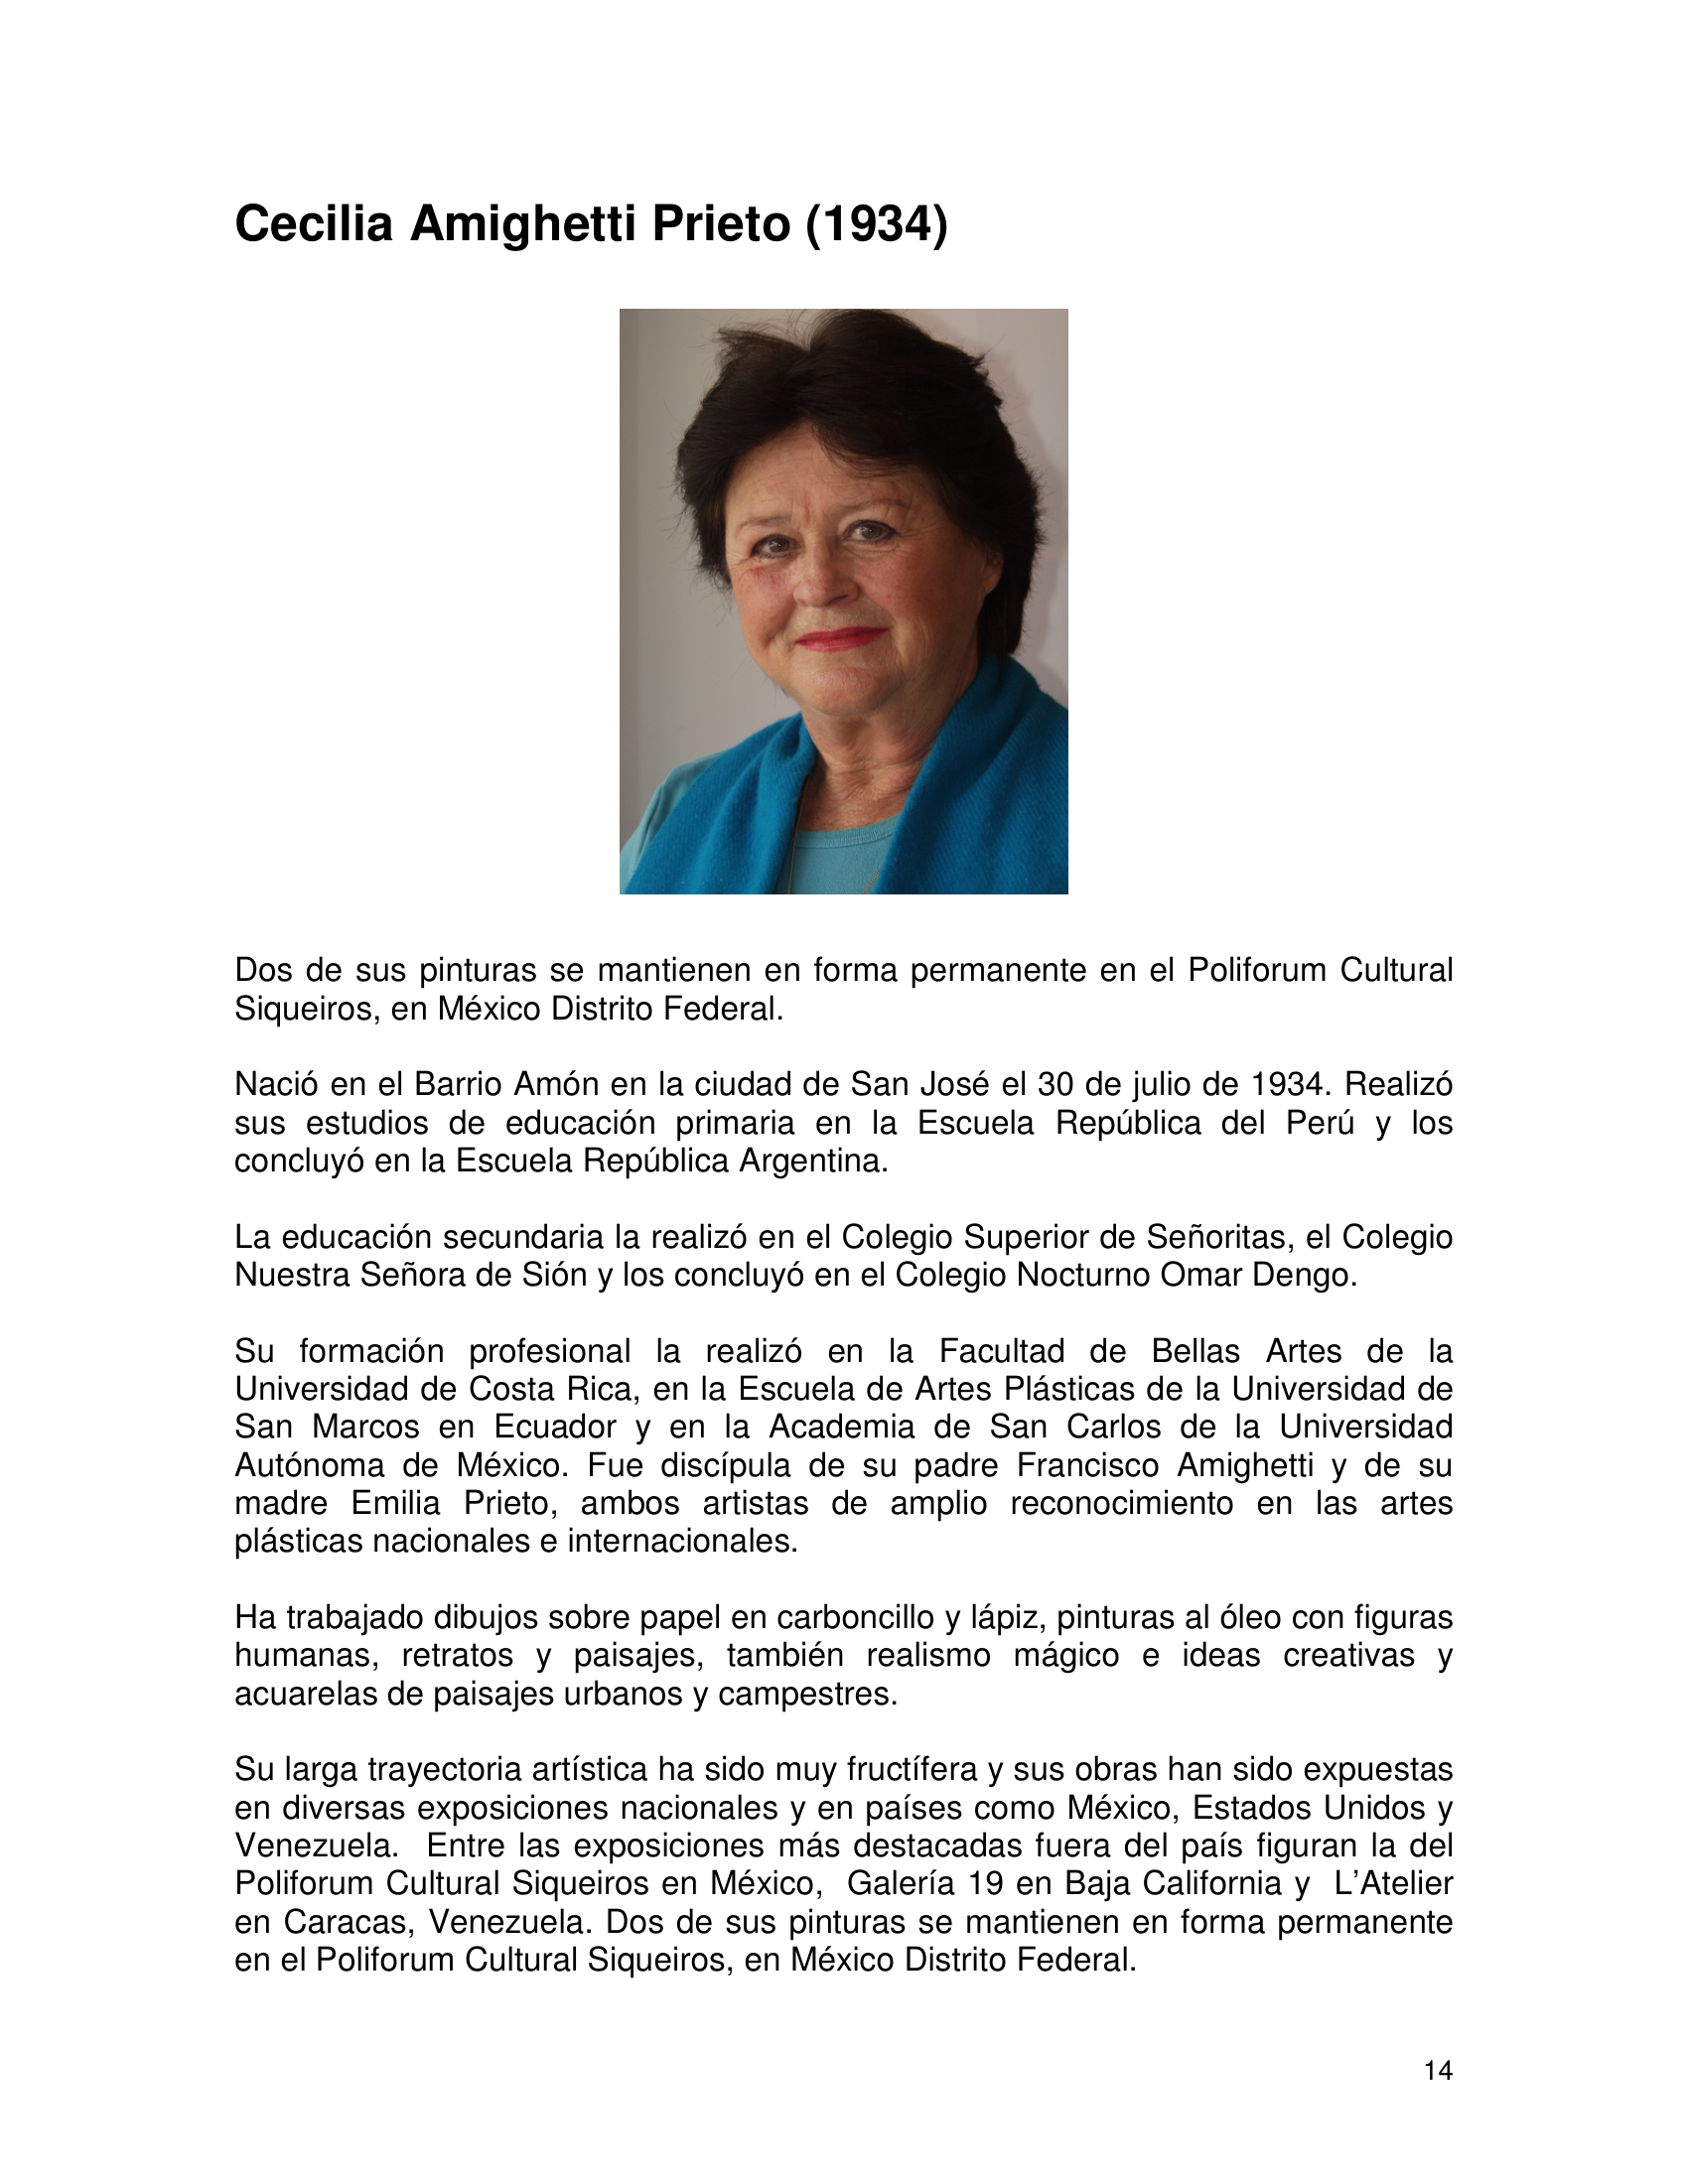 Cecilia Amighetti Prieto (1934)
Dos de sus pinturas se mantienen en forma permanente en el Poliforum Cultural
Siqueiros, en México Distrito Federal.
Nació en el Barrio Amón en la ciudad de San José el 30 de julio de 1934. Realizó
sus estudios de educación primaria en la Escuela República del Perú y los
concluyó en la Escuela República Argentina.
La educación secundaria la realizó en el Colegio Superior de Señoritas, el Colegio
Nuestra Señora de Sión y los concluyó en el Colegio Nocturno Omar Dengo.
Su formación profesional la realizó en la Facultad de Bellas Artes de la
Universidad de Costa Rica, en la Escuela de Artes Plásticas de la Universidad de
San Marcos en Ecuador y en la Academia de San Carlos de la Universidad
Autónoma de México. Fue discípula de su padre Francisco Amighetti y de su
madre Emilia Prieto, ambos artistas de amplio reconocimiento en las artes
plásticas nacionales e internacionales.
Ha trabajado dibujos sobre papel en carboncillo y lápiz, pinturas al óleo con figuras
humanas, retratos y paisajes, también realismo mágico e ideas creativas y
acuarelas de paisajes urbanos y campestres.
Su larga trayectoria artística ha sido muy fructífera y sus obras han sido expuestas
en diversas exposiciones nacionales y en países como México, Estados Unidos y
Venezuela.  Entre las exposiciones más destacadas fuera del país figuran la del
Poliforum Cultural Siqueiros en México,  Galería 19 en Baja California y  L’Atelier
en Caracas, Venezuela. Dos de sus pinturas se mantienen en forma permanente
en el Poliforum Cultural Siqueiros, en México Distrito Federal.
14